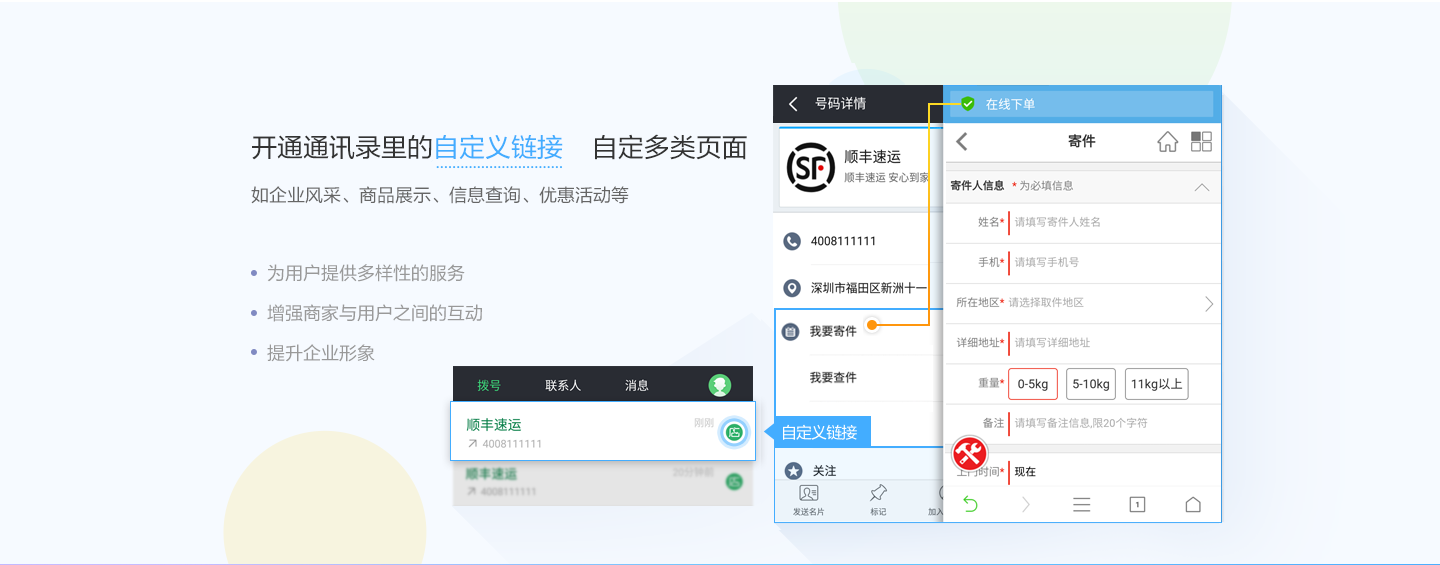 开通通讯录里的自定义链接 自定多类页面
如企业风采、商品展示、信息查询、优惠活动等
为用户提供多样性的服务
增强商家与用户之间的互动
提升企业形象
拨号 联系人 消息
顺丰速运 刚刚
4008111111
顺丰速运 20分钟前
4008111111
自定义链接
号码详情
SF
顺丰速运
顺丰速运 安心到家
4008111111
深圳市福田区新洲十一
我要寄件
我要查件
关注
发送名片 标记 加入
在线下单
寄件
寄件人信息 * 为必填信息
姓名* 请填写寄件人姓名
手机* 请填写手机号
所在地区* 请选择取件地区
详细地址* 请填写详细地址
重量* 0-5kg 5-10kg 11kg以上
备注 请填写备注信息,限20个字符
上门时间* 现在
1